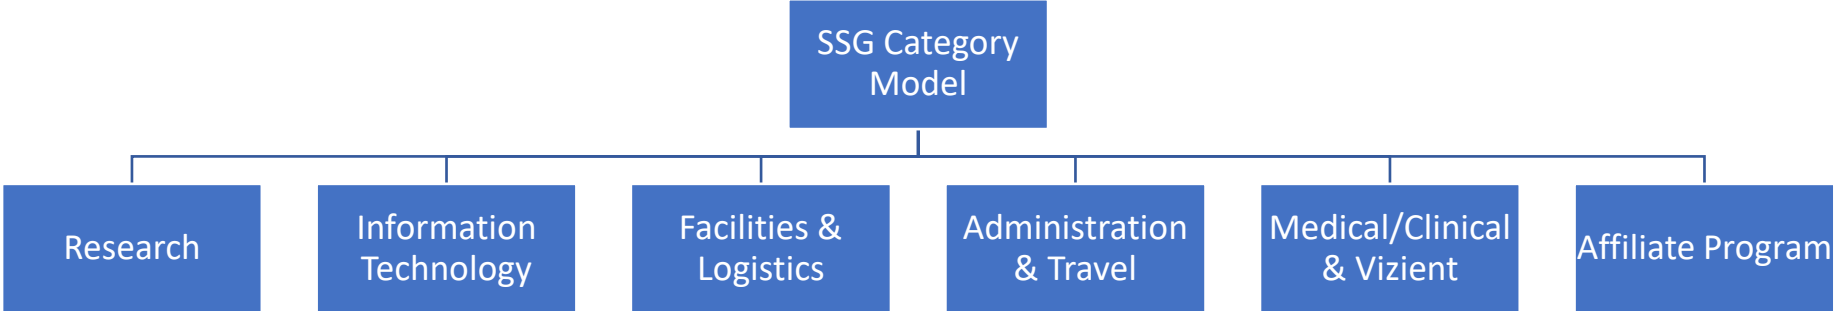 SSG Category
Model
Research
Information
Technology
Facilities &
Logistics
Administration
& Travel
Medical/Clinical
& Vizient
Affiliate Program